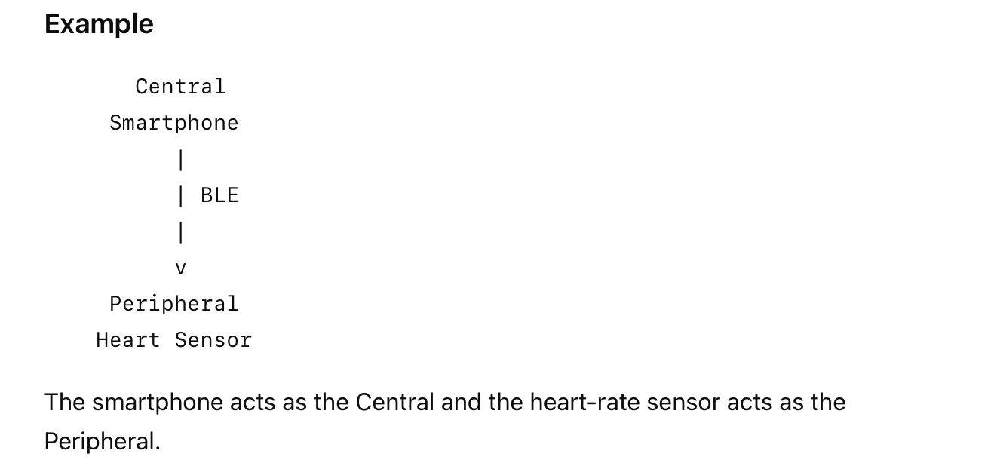 Example
Central
Smartphone
|
| BLE
|
v
Peripheral
Heart Sensor
The smartphone acts as the Central and the heart-rate sensor acts as the
Peripheral.